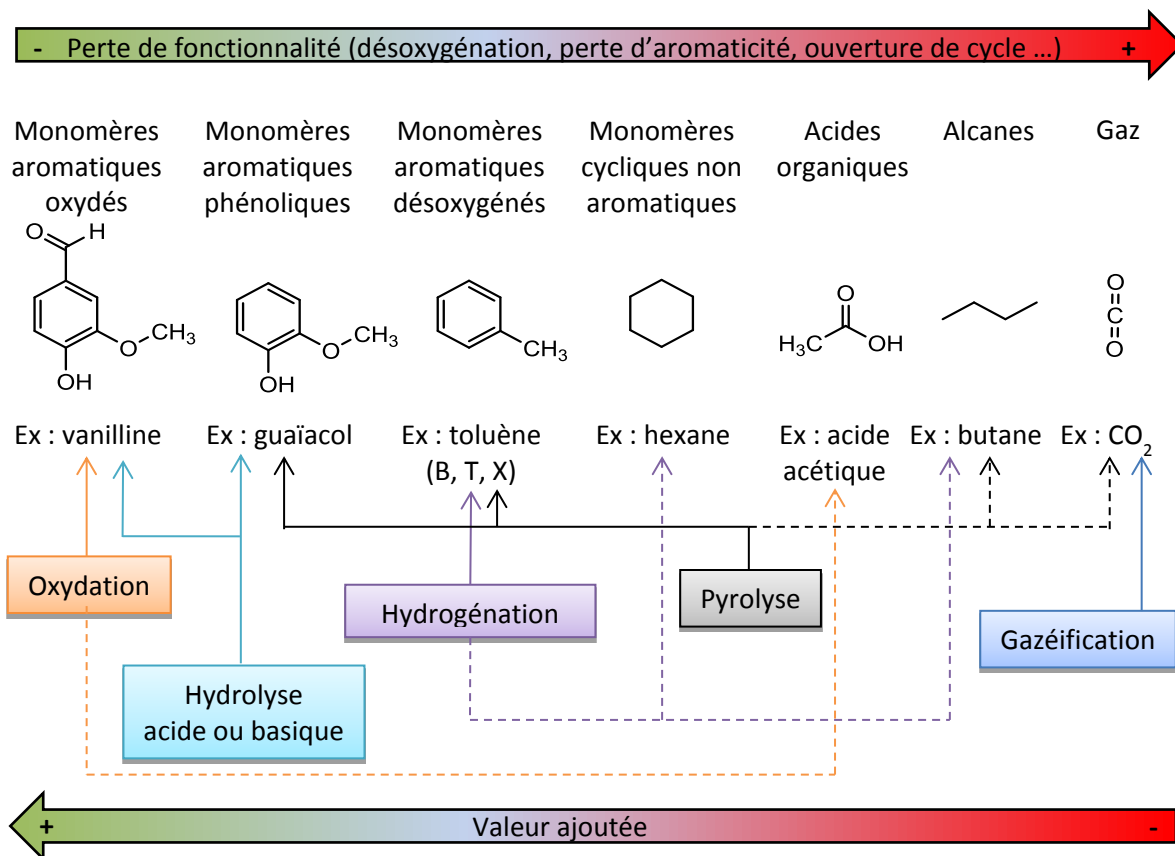 - Perte de fonctionnalité (désoxygénation, perte d'aromaticité, ouverture de cycle ...) +
Monomères
aromatiques
oxydés
Monomères
aromatiques
phénoliques
Monomères
aromatiques
désoxygénés
Monomères
cycliques non
aromatiques
Acides
organiques
Alcanes
Gaz
O
H
O
CH3
OH
O
CH3
OH
CH3
O
H3C
OH
O
C
O
Ex : vanilline
Ex : guaïacol
Ex : toluène
(B, T, X)
Ex : hexane
Ex : acide
acétique
Ex : butane
Ex : CO2
Oxydation
Hydrolyse
acide ou basique
Hydrogénation
Pyrolyse
Gazéification
+ Valeur ajoutée -